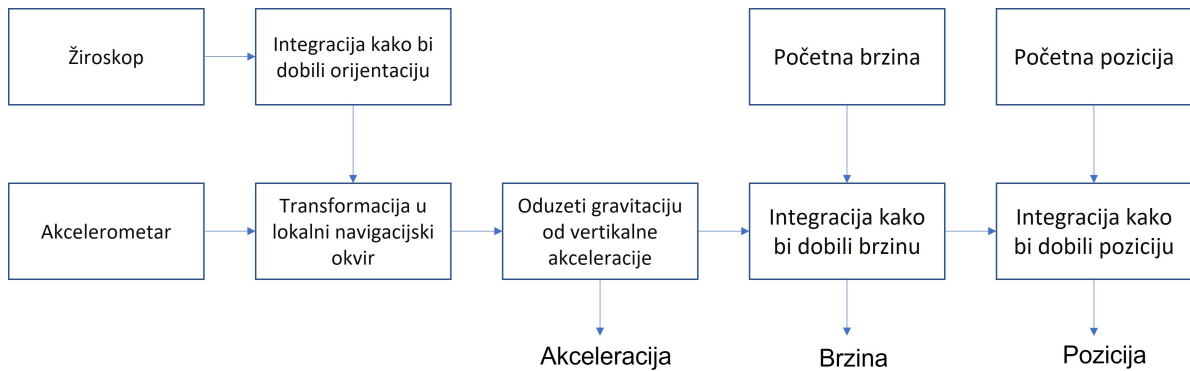 Žiroskop
Integracija kako bi
dobili orijentaciju
Početna brzina
Početna pozicija
Akcelerometar
Transformacija u
lokalni navigacijski
okvir
Oduzeti gravitaciju
od vertikalne
akceleracije
Integracija kako
bi dobili brzinu
Integracija kako
bi dobili poziciju
Akceleracija
Brzina
Pozicija